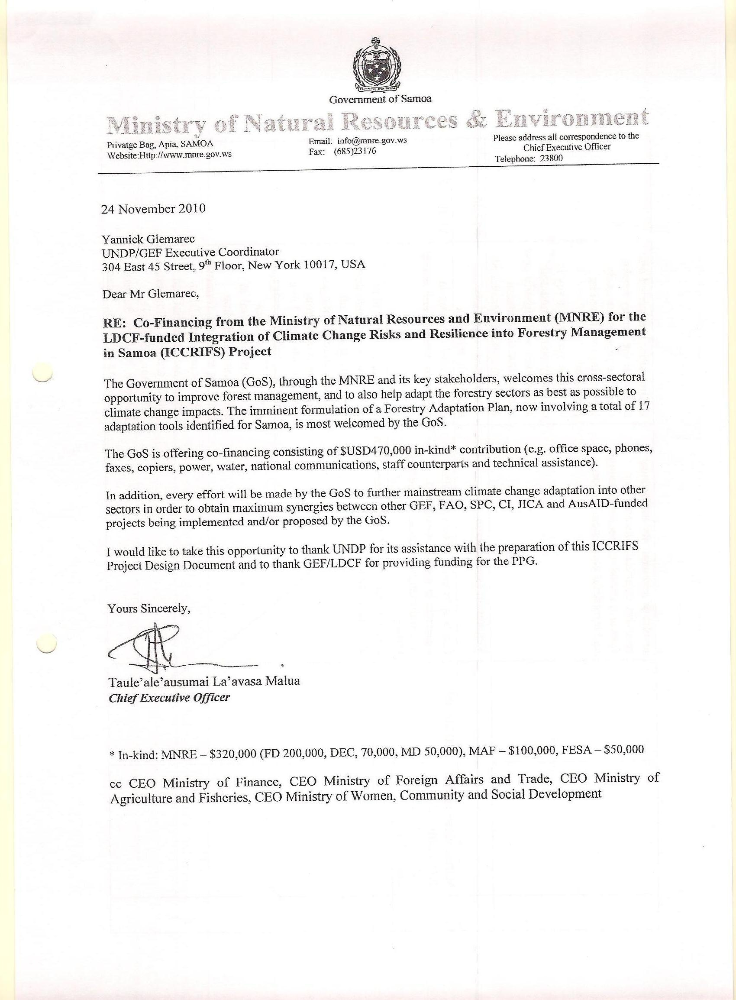 Government of Samoa
Ministry of Natural Resources & Environment
Privatge Bag, Apia, SAMOA
Website:Http://www.mnre.gov.ws
Email: info@mnre.gov.ws
Fax: (685)23176
Please address all correspondence to the
Chief Executive Officer
Telephone: 23800
24 November 2010
Yannick Glemarec
UNDP/GEF Executive Coordinator
304 East 45 Street, 9th Floor, New York 10017, USA
Dear Mr Glemarec,
RE: Co-Financing from the Ministry of Natural Resources and Environment (MNRE) for the
LDCF-funded Integration of Climate Change Risks and Resilience into Forestry Management
in Samoa (ICCRIFS) Project
The Government of Samoa (GoS), through the MNRE and its key stakeholders, welcomes this cross-sectoral
opportunity to improve forest management, and to also help adapt the forestry sectors as best as possible to
climate change impacts. The imminent formulation of a Forestry Adaptation Plan, now involving a total of 17
adaptation tools identified for Samoa, is most welcomed by the GoS.
The GoS is offering co-financing consisting of $USD470,000 in-kind* contribution (e.g. office space, phones,
faxes, copiers, power, water, national communications, staff counterparts and technical assistance).
In addition, every effort will be made by the GoS to further mainstream climate change adaptation into other
sectors in order to obtain maximum synergies between other GEF, FAO, SPC, CI, JICA and AusAID-funded
projects being implemented and/or proposed by the GoS.
I would like to take this opportunity to thank UNDP for its assistance with the preparation of this ICCRIFS
Project Design Document and to thank GEF/LDCF for providing funding for the PPG.
Yours Sincerely,
Taule’ale’ausumai La’avasa Malua
Chief Executive Officer
* In-kind: MNRE – $320,000 (FD 200,000, DEC, 70,000, MD 50,000), MAF – $100,000, FESA – $50,000
cc CEO Ministry of Finance, CEO Ministry of Foreign Affairs and Trade, CEO Ministry of
Agriculture and Fisheries, CEO Ministry of Women, Community and Social Development